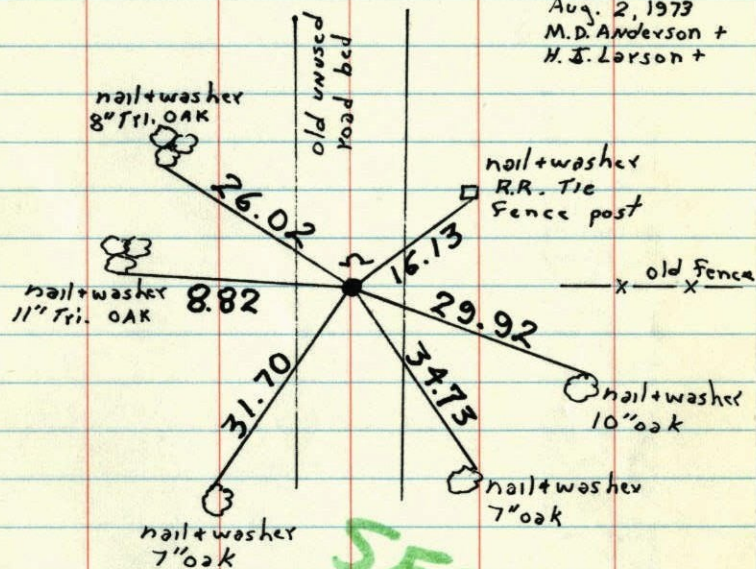 Aug. 2, 1973
M.D. Anderson +
H. I. Larson +
old unused
road bed
nail+washer
8" Tri. OAK
26.02
nail+washer
R.R. Tie
Fence post
16.13
old Fence
nail+washer
11" Tri. OAK
8.82
29.92
nail+washer
10" oak
31.70
34.73
nail+washer
7" oak
nail+washer
7" oak